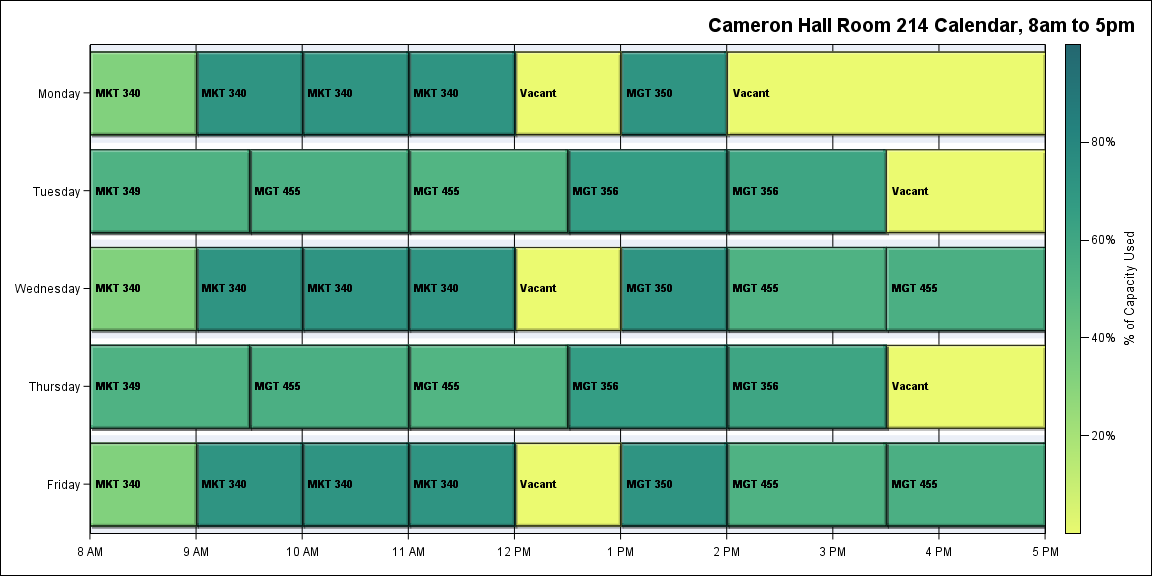 Cameron Hall Room 214 Calendar, 8am to 5pm
Monday
MKT 340
MKT 340
MKT 340
MKT 340
Vacant
MGT 350
Vacant
Tuesday
MKT 349
MGT 455
MGT 455
MGT 356
MGT 356
Vacant
Wednesday
MKT 340
MKT 340
MKT 340
MKT 340
Vacant
MGT 350
MGT 455
MGT 455
Thursday
MKT 349
MGT 455
MGT 455
MGT 356
MGT 356
Vacant
Friday
MKT 340
MKT 340
MKT 340
MKT 340
Vacant
MGT 350
MGT 455
MGT 455
8 AM
9 AM
10 AM
11 AM
12 PM
1 PM
2 PM
3 PM
4 PM
5 PM
80%
60%
40%
20%
% of Capacity Used